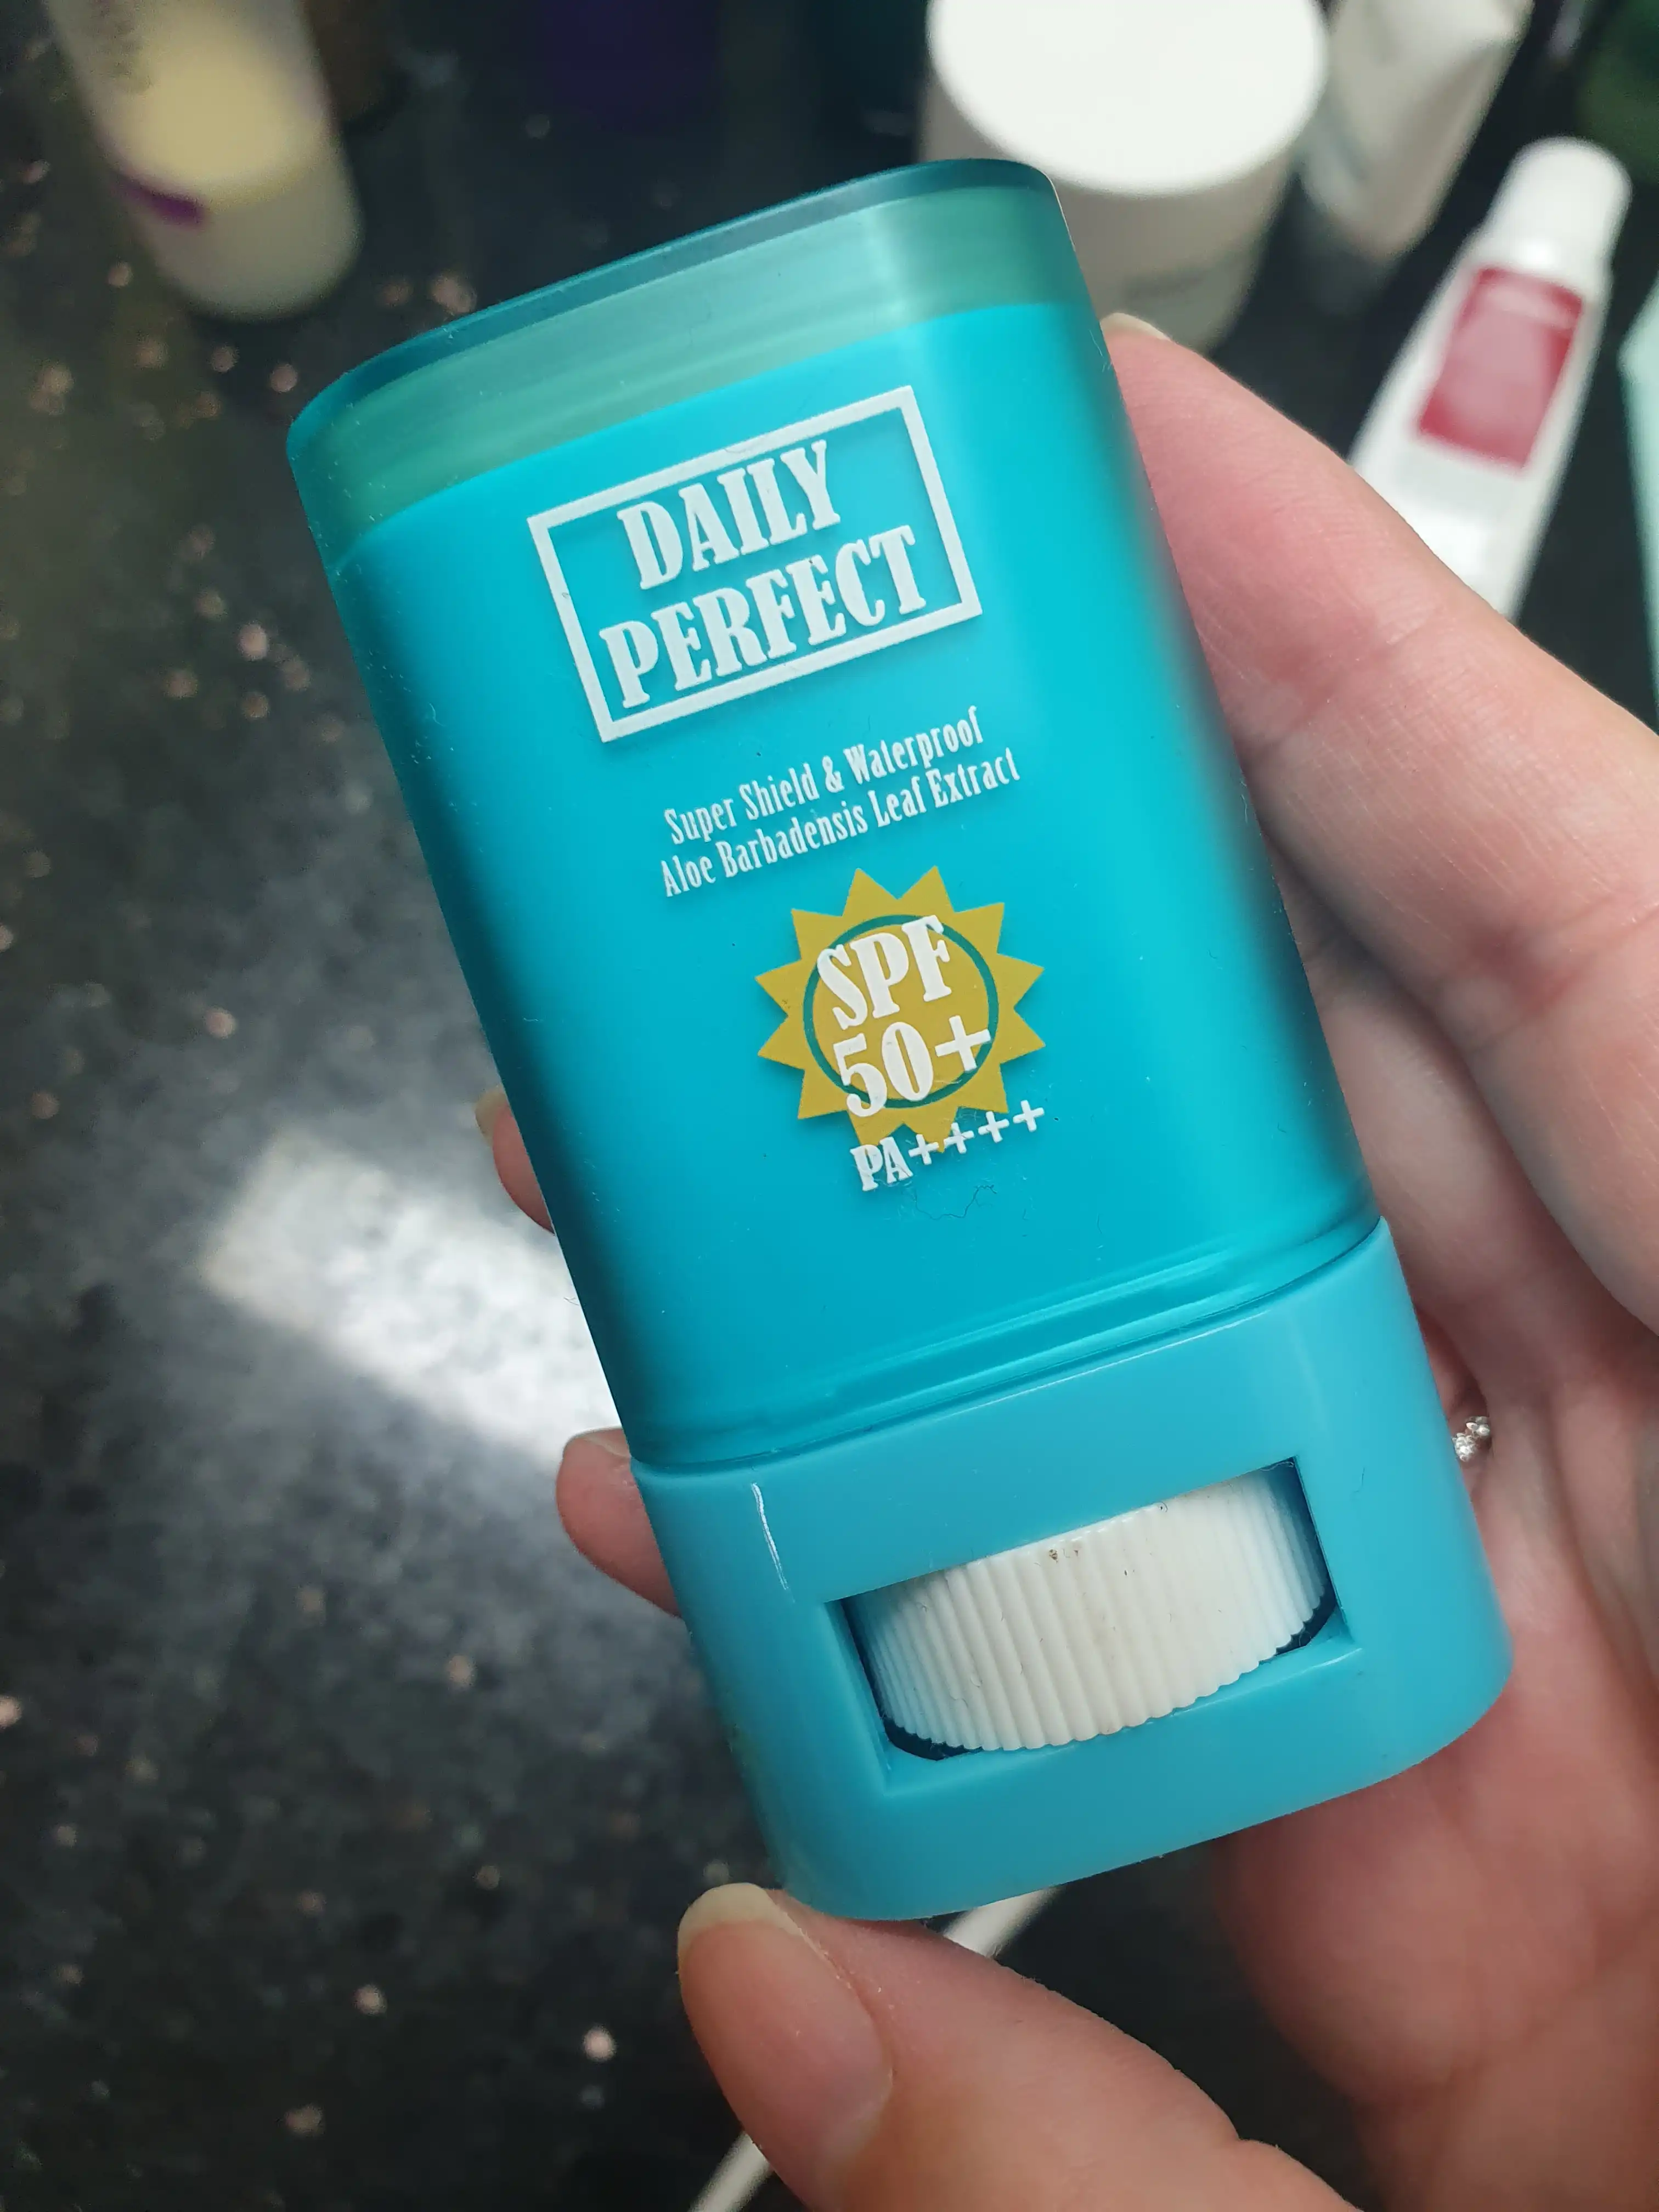 DAILY
PERFECT
Super Shield & Waterproof
Aloe Barbadensis Leaf Extract
SPF
50+
PA++++